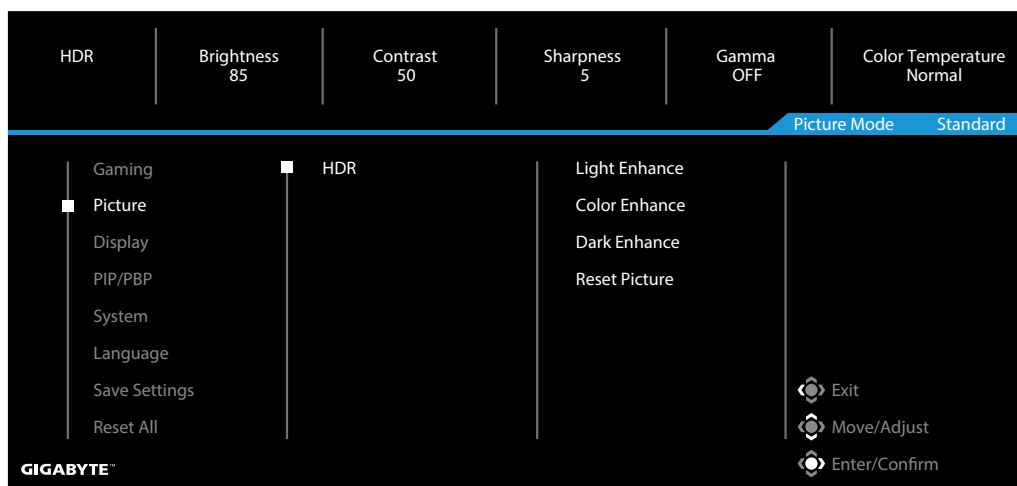 HDR
Brightness
85
Contrast
50
Sharpness
5
Gamma
OFF
Color Temperature
Normal
Picture Mode Standard
Gaming
Picture
Display
PIP/PBP
System
Language
Save Settings
Reset All
HDR
Light Enhance
Color Enhance
Dark Enhance
Reset Picture
Exit
Move/Adjust
Enter/Confirm
GIGABYTE™